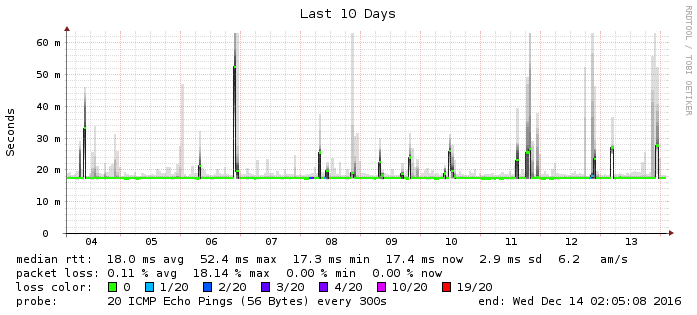 Last 10 Days
RRDTOOL / TOBI OETIKER
Seconds
60 m
50 m
40 m
30 m
20 m
10 m
0
04 05 06 07 08 09 10 11 12 13
median rtt: 18.0 ms avg 52.4 ms max 17.3 ms min 17.4 ms now 2.9 ms sd 6.2 am/s
packet loss: 0.11 % avg 18.14 % max 0.00 % min 0.00 % now
loss color: 0 1/20 2/20 3/20 4/20 10/20 19/20
probe: 20 ICMP Echo Pings (56 Bytes) every 300s end: Wed Dec 14 02:05:08 2016